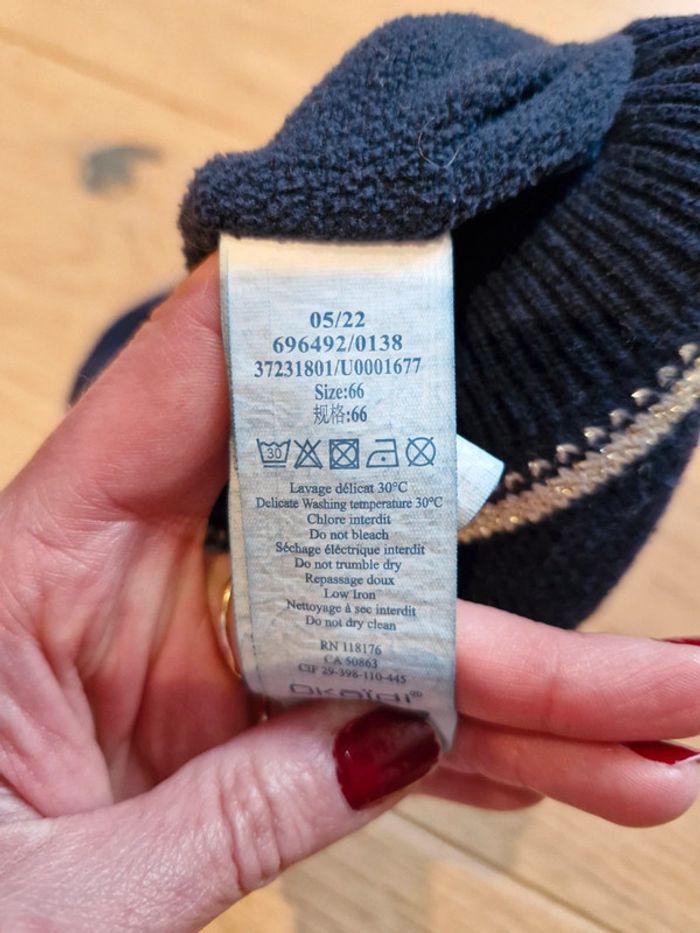 05/22
696492/0138
37231801/U0001677
Size:66
规格:66
30
Lavage délicat 30°C
Delicate Washing temperature 30°C
Chlore interdit
Do not bleach
Séchage éléctrique interdit
Do not trumble dry
Repassage doux
Low Iron
Nettoyage à sec interdit
Do not dry clean
RN 118176
CA 50863
CIF 29-398-110-445
OKAÏDI®